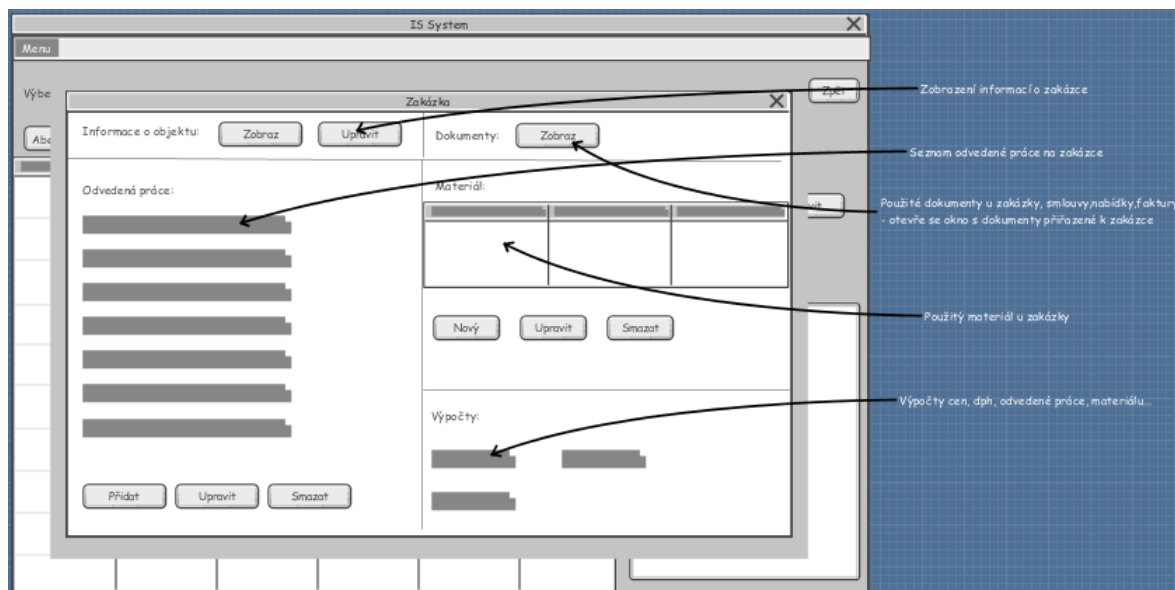 IS System
Menu
Výbe
Zpět
Zakázka
Zobrazení informací o zakázce
Informace o objektu:
Zobraz
Upravit
Dokumenty:
Zobraz
Abe
Seznam odvedené práce na zakázce
Odvedená práce:
Materiál:
Použité dokumenty u zakázky, smlouvy,nabídky,faktury
- otevře se okno s dokumenty přiřazené k zakázce
vit
Nový
Upravit
Smazat
Použitý materiál u zakázky
Výpočty:
Výpočty cen, dph, odvedené práce, materiálu...
Přidat
Upravit
Smazat